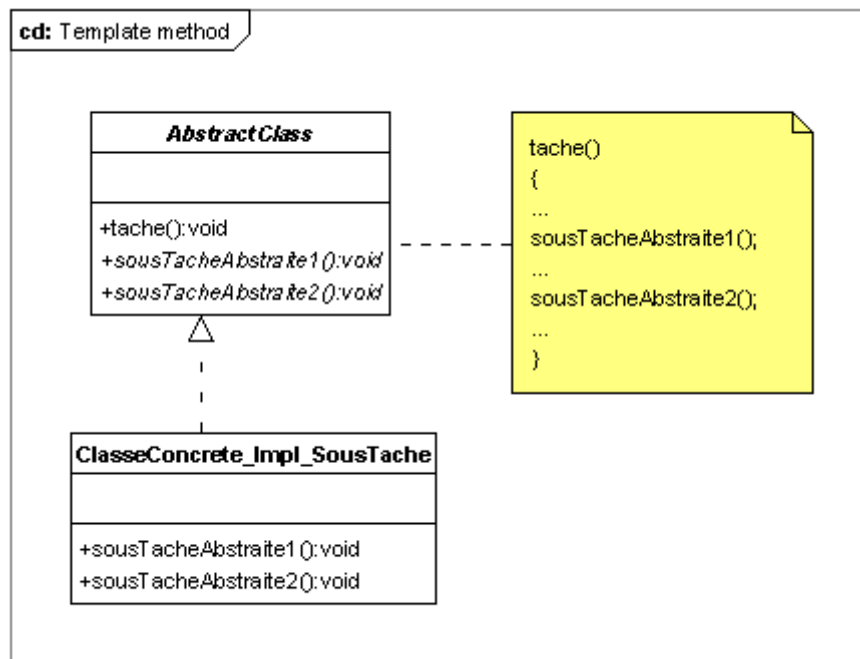 cd: Template method
AbstractClass
+tache():void
+sousTacheAbstraite1():void
+sousTacheAbstraite2():void
tache()
{
...
sousTacheAbstraite1();
...
sousTacheAbstraite2();
...
}
ClasseConcrete_Impl_SousTache
+sousTacheAbstraite1():void
+sousTacheAbstraite2():void